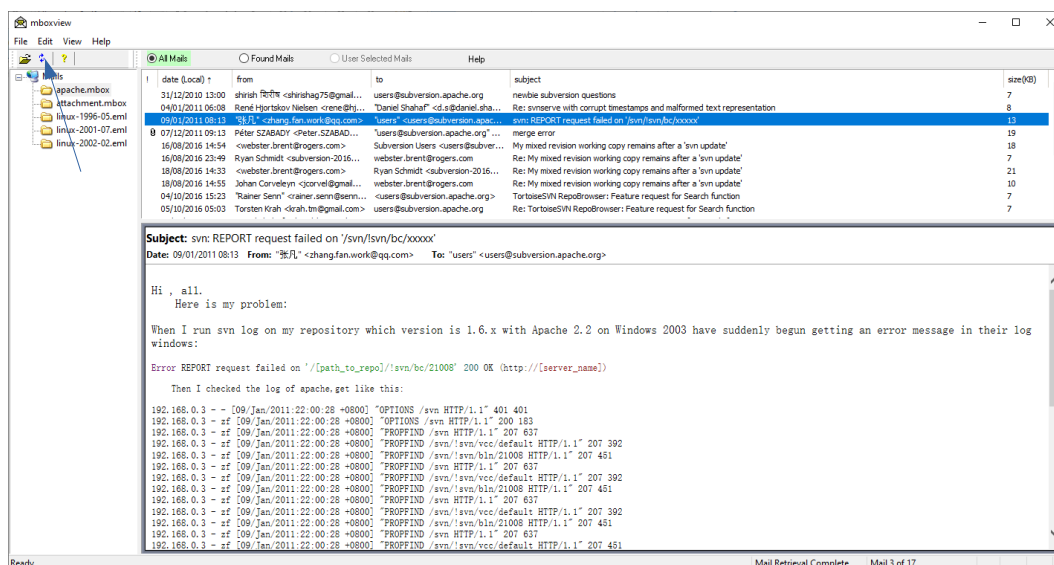 mboxview
File Edit View Help
All Mails Found Mails User Selected Mails Help
Mails
apache.mbox
attachment.mbox
linux-1996-05.eml
linux-2001-07.eml
linux-2002-02.eml
! date (Local) ↑ from to subject size(KB)
31/12/2010 13:00 shirish शिरीष <shirishag75@gmail... users@subversion.apache.org newbie subversion questions 7
04/01/2011 06:08 René Hjortskov Nielsen <rene@hj... "Daniel Shahaf" <d.s@daniel.sha... Re: svnserve with corrupt timestamps and malformed text representation 8
09/01/2011 08:13 "张凡" <zhang.fan.work@qq.com> "users" <users@subversion.apac... svn: REPORT request failed on '/svn/!svn/bc/xxxxx' 13
07/12/2011 09:13 Péter SZABADY <Peter.SZABAD... "users@subversion.apache.org" ... merge error 19
16/08/2016 14:54 <webster.brent@rogers.com> Subversion Users <users@subver... My mixed revision working copy remains after a 'svn update' 18
16/08/2016 23:49 Ryan Schmidt <subversion-2016... webster.brent@rogers.com Re: My mixed revision working copy remains after a 'svn update' 7
18/08/2016 14:33 <webster.brent@rogers.com> Ryan Schmidt <subversion-2016... Re: My mixed revision working copy remains after a 'svn update' 21
18/08/2016 14:55 Johan Corveleyn <jcorvel@gmail... webster.brent@rogers.com Re: My mixed revision working copy remains after a 'svn update' 10
04/10/2016 15:23 "Rainer Senn" <rainer.senn@senn... <users@subversion.apache.org> TortoiseSVN RepoBrowser: Feature request for Search function 7
05/10/2016 05:03 Torsten Krah <krah.tm@gmail.com> users@subversion.apache.org Re: TortoiseSVN RepoBrowser: Feature request for Search function 7
Subject: svn: REPORT request failed on '/svn/!svn/bc/xxxxx'
Date: 09/01/2011 08:13 From: "张凡" <zhang.fan.work@qq.com> To: "users" <users@subversion.apache.org>
Hi , all.
Here is my problem:
When I run svn log on my repository which version is 1.6.x with Apache 2.2 on Windows 2003 have suddenly begun getting an error message in their log
windows:
Error REPORT request failed on '/[path_to_repo]/!svn/bc/21008' 200 OK (http://[server_name])
Then I checked the log of apache,get like this:
192.168.0.3 - - [09/Jan/2011:22:00:28 +0800] "OPTIONS /svn HTTP/1.1" 401 401
192.168.0.3 - zf [09/Jan/2011:22:00:28 +0800] "OPTIONS /svn HTTP/1.1" 200 183
192.168.0.3 - zf [09/Jan/2011:22:00:28 +0800] "PROPFIND /svn HTTP/1.1" 207 637
192.168.0.3 - zf [09/Jan/2011:22:00:28 +0800] "PROPFIND /svn/!svn/vcc/default HTTP/1.1" 207 392
192.168.0.3 - zf [09/Jan/2011:22:00:28 +0800] "PROPFIND /svn/!svn/bln/21008 HTTP/1.1" 207 451
192.168.0.3 - zf [09/Jan/2011:22:00:28 +0800] "PROPFIND /svn HTTP/1.1" 207 637
192.168.0.3 - zf [09/Jan/2011:22:00:28 +0800] "PROPFIND /svn/!svn/vcc/default HTTP/1.1" 207 392
192.168.0.3 - zf [09/Jan/2011:22:00:28 +0800] "PROPFIND /svn/!svn/bln/21008 HTTP/1.1" 207 451
192.168.0.3 - zf [09/Jan/2011:22:00:28 +0800] "PROPFIND /svn HTTP/1.1" 207 637
192.168.0.3 - zf [09/Jan/2011:22:00:28 +0800] "PROPFIND /svn/!svn/vcc/default HTTP/1.1" 207 392
192.168.0.3 - zf [09/Jan/2011:22:00:28 +0800] "PROPFIND /svn/!svn/bln/21008 HTTP/1.1" 207 451
192.168.0.3 - zf [09/Jan/2011:22:00:28 +0800] "PROPFIND /svn HTTP/1.1" 207 637
192.168.0.3 - zf [09/Jan/2011:22:00:28 +0800] "PROPFIND /svn/!svn/vcc/default HTTP/1.1" 207 451
Ready Mail Retrieval Complete Mail 3 of 17